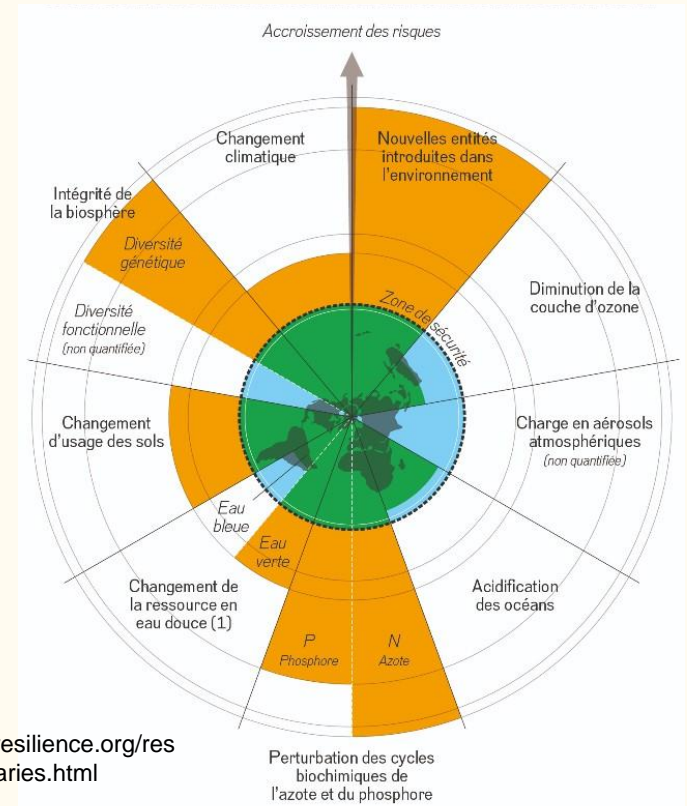 Accroissement des risques
Changement
climatique
Nouvelles entités
introduites dans
l'environnement
Intégrité de
la biosphère
Diversité
génétique
Zone de sécurité
Diminution de la
couche d'ozone
Diversité
fonctionnelle
(non quantifiée)
Changement
d'usage des sols
Charge en aérosols
atmosphériques
(non quantifiée)
Eau
bleue
Eau
verte
Changement de
la ressource en
eau douce (1)
Acidification
des océans
P
Phosphore
N
Azote
resilience.org/res
aries.html
Perturbation des cycles
biochimiques de
l'azote et du phosphore